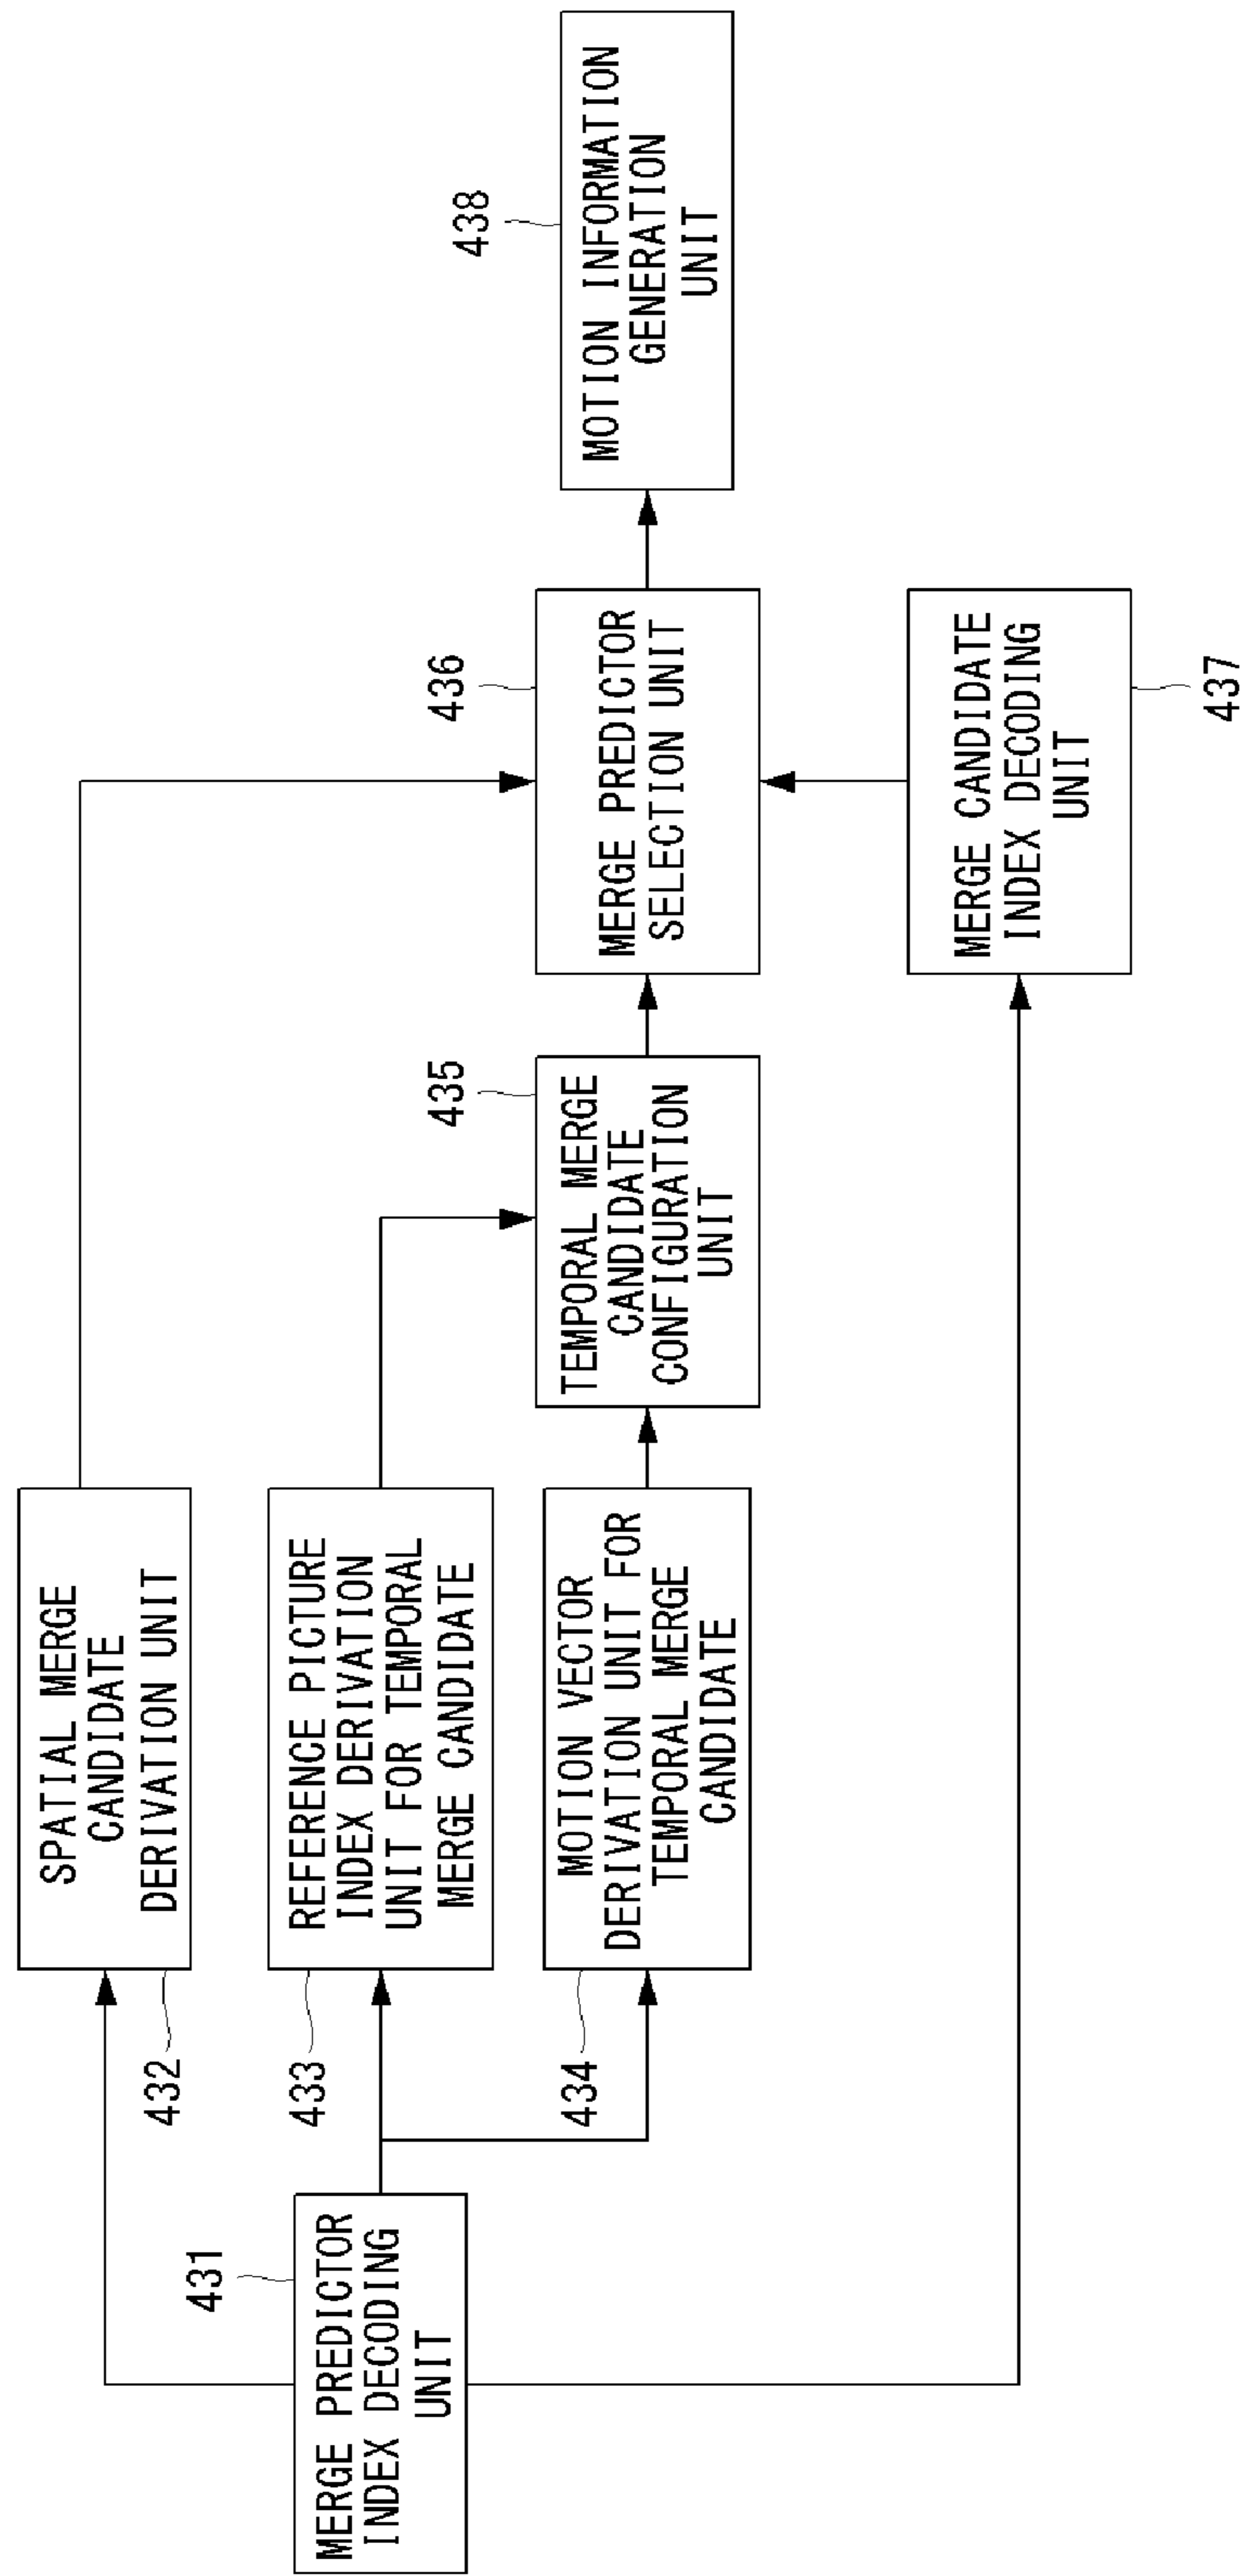 431
MERGE PREDICTOR
INDEX DECODING
UNIT
432
SPATIAL MERGE
CANDIDATE
DERIVATION UNIT
433
REFERENCE PICTURE
INDEX DERIVATION
UNIT FOR TEMPORAL
MERGE CANDIDATE
434
MOTION VECTOR
DERIVATION UNIT FOR
TEMPORAL MERGE
CANDIDATE
435
TEMPORAL MERGE
CANDIDATE
CONFIGURATION
UNIT
436
MERGE PREDICTOR
SELECTION UNIT
MERGE CANDIDATE
INDEX DECODING
UNIT
437
438
MOTION INFORMATION
GENERATION
UNIT